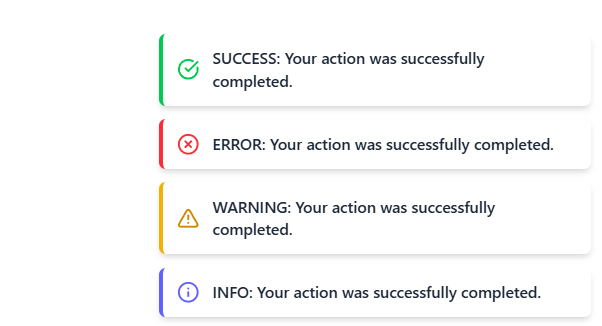 SUCCESS: Your action was successfully
completed.
ERROR: Your action was successfully completed.
WARNING: Your action was successfully
completed.
INFO: Your action was successfully completed.